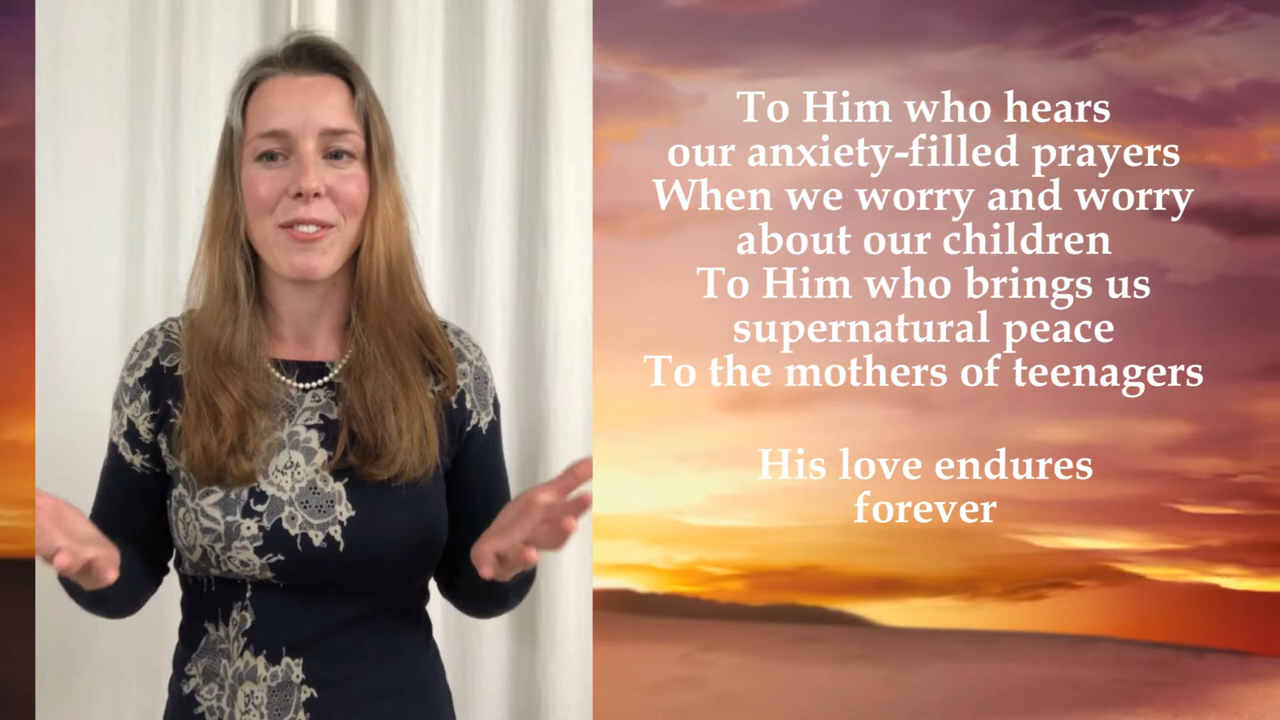 To Him who hears
our anxiety-filled prayers
When we worry and worry
about our children
To Him who brings us
supernatural peace
To the mothers of teenagers
His love endures
forever